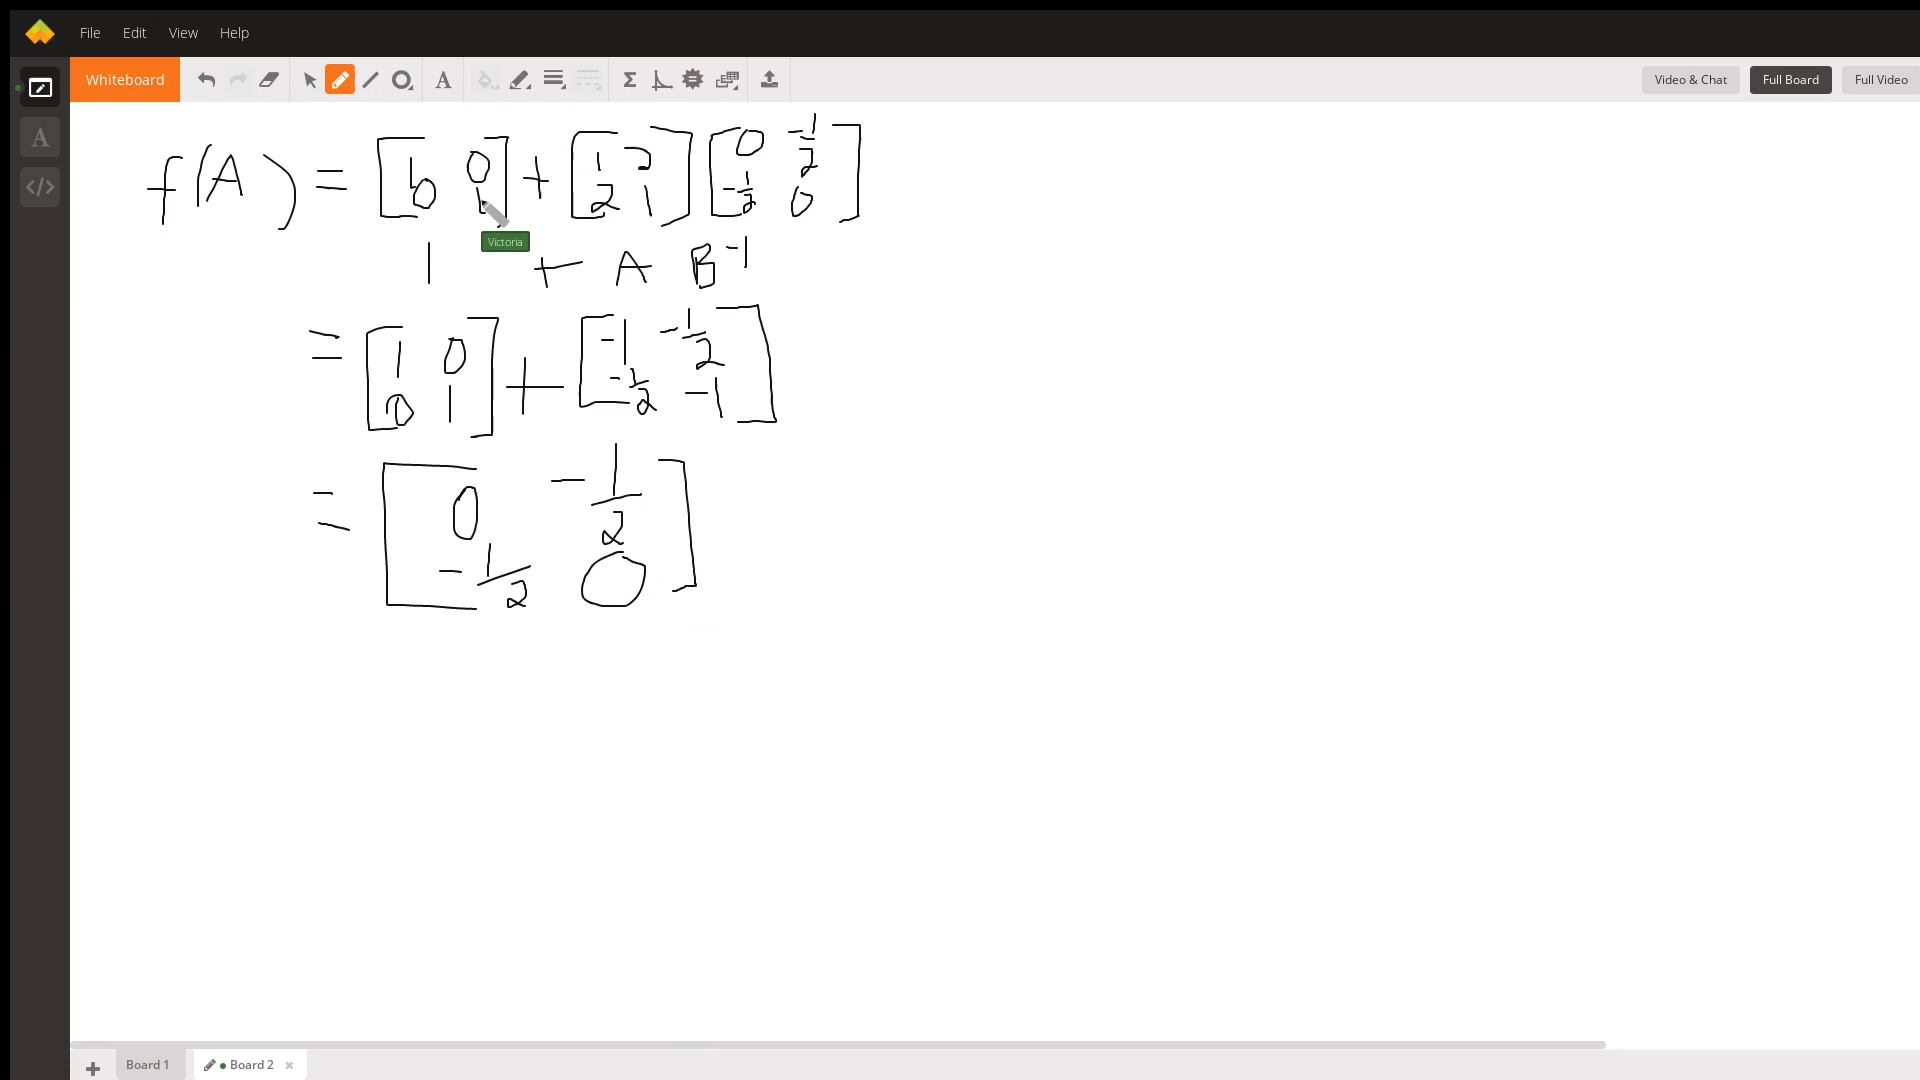 File Edit View Help
Whiteboard Video & Chat Full Board Full Video
f(A) = [1 0 0 1] + [1 2 2 1] [0 -1/2 -1/2 0]
Victoria
1 + A B^-1
= [1 0 0 1] + [-1 -1/2 -1/2 -1]
= [0 -1/2 -1/2 0]
Board 1 Board 2